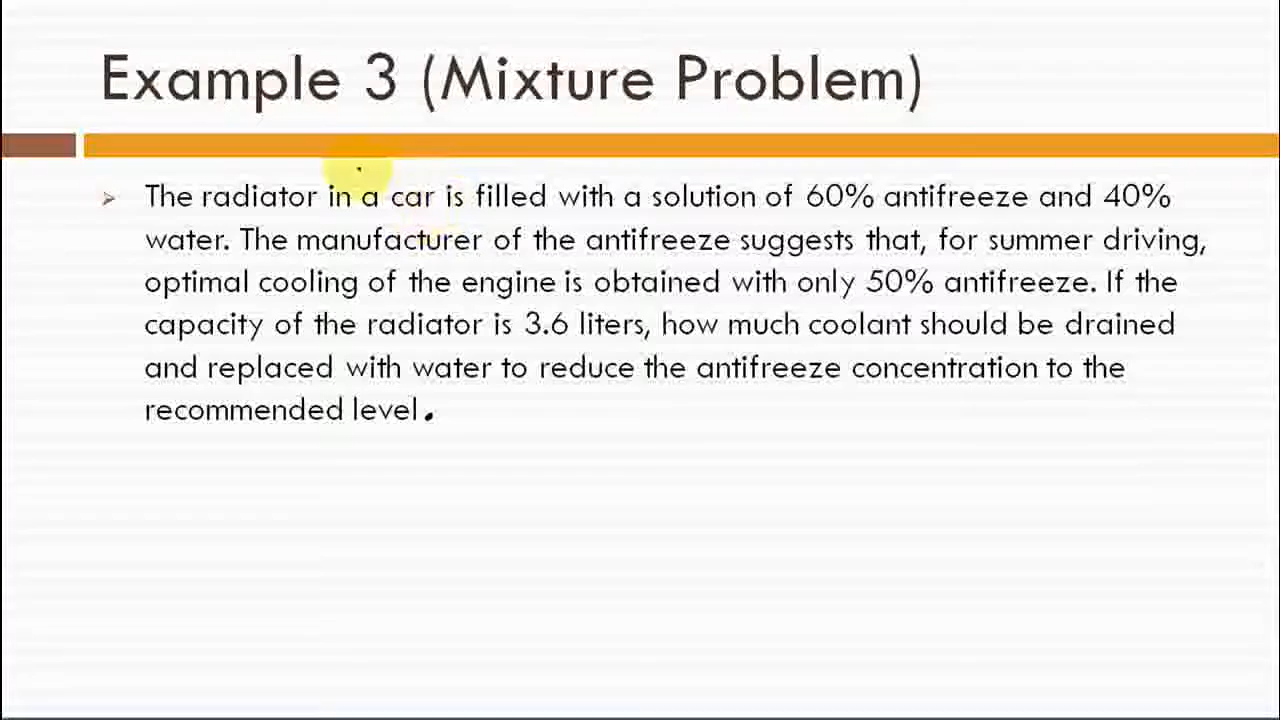 Example 3 (Mixture Problem)
The radiator in a car is filled with a solution of 60% antifreeze and 40%
water. The manufacturer of the antifreeze suggests that, for summer driving,
optimal cooling of the engine is obtained with only 50% antifreeze. If the
capacity of the radiator is 3.6 liters, how much coolant should be drained
and replaced with water to reduce the antifreeze concentration to the
recommended level.